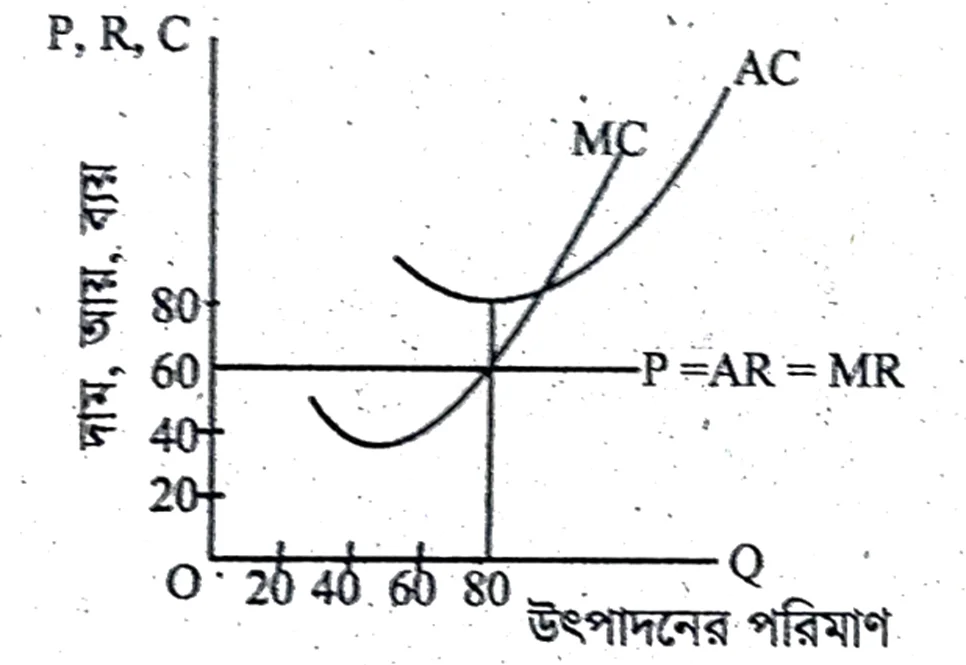 P, R, C
AC
MC
দাম, আয়, ব্যয়
80
60
P =AR = MR
40
20
O
20 40 60 80
Q
উৎপাদনের পরিমাণ